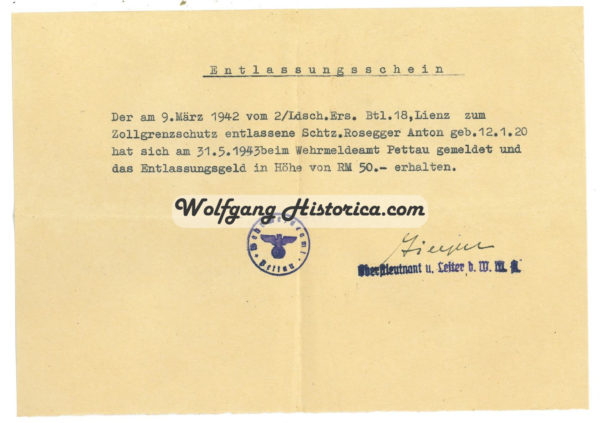 Entlassungsschein
Der am 9.März 1942 vom 2/Ldsch.Ers. Btl.18,Lienz zum
Zollgrenzschutz entlassene Schtz.Rosegger Anton geb.12.1.20
hat sich am 31.5.1943beim Wehrmeldeamt Pettau gemeldet und
das Entlassungsgeld in Höhe von RM 50.- erhalten.
Wolfgang Historica.com
Wehrmeldeamt
Pettau
Oberstleutnant u. Leiter d. W. M. A.